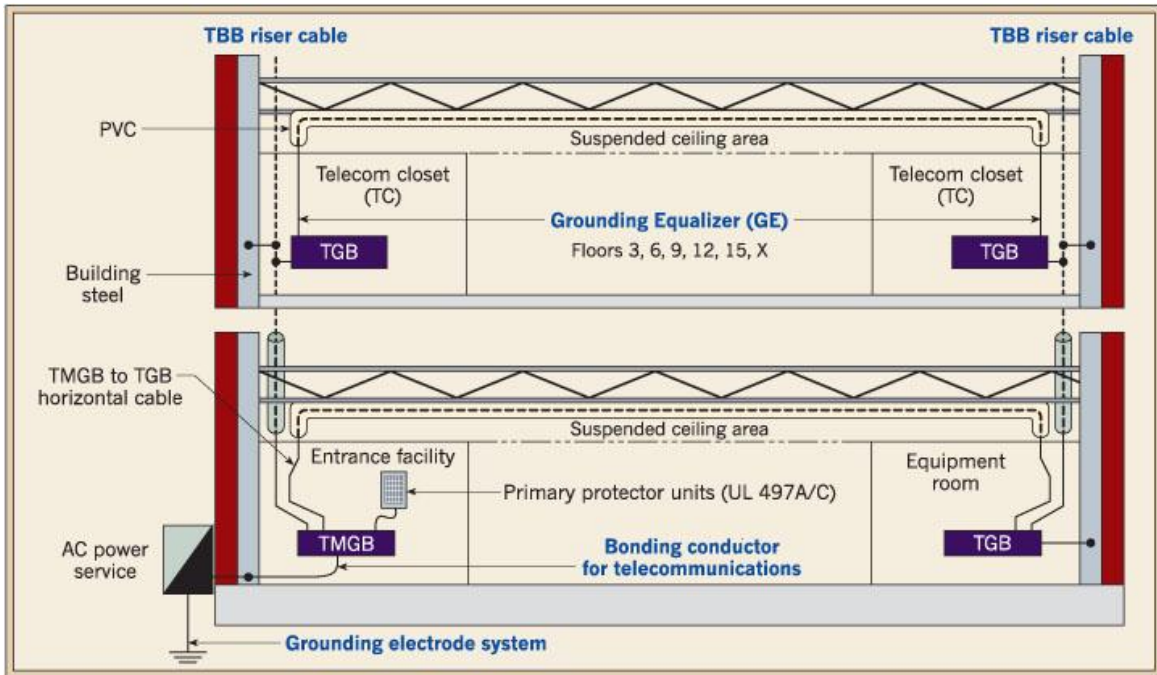 TBB riser cable
TBB riser cable
PVC
Suspended ceiling area
Telecom closet
(TC)
Telecom closet
(TC)
Grounding Equalizer (GE)
Floors 3, 6, 9, 12, 15, X
TGB
TGB
Building
steel
TMGB to TGB
horizontal cable
Suspended ceiling area
Entrance facility
Equipment
room
Primary protector units (UL 497A/C)
TMGB
TGB
AC power
service
Bonding conductor
for telecommunications
Grounding electrode system